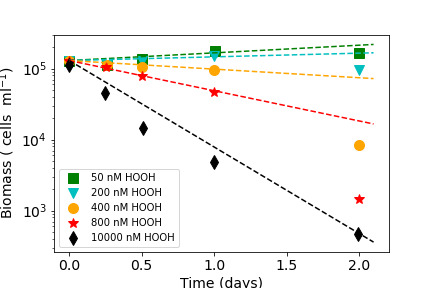 Biomass ( cells  ml⁻¹)
10⁵
10⁴
10³
50 nM HOOH
200 nM HOOH
400 nM HOOH
800 nM HOOH
10000 nM HOOH
0.0 0.5 1.0 1.5 2.0
Time (days)